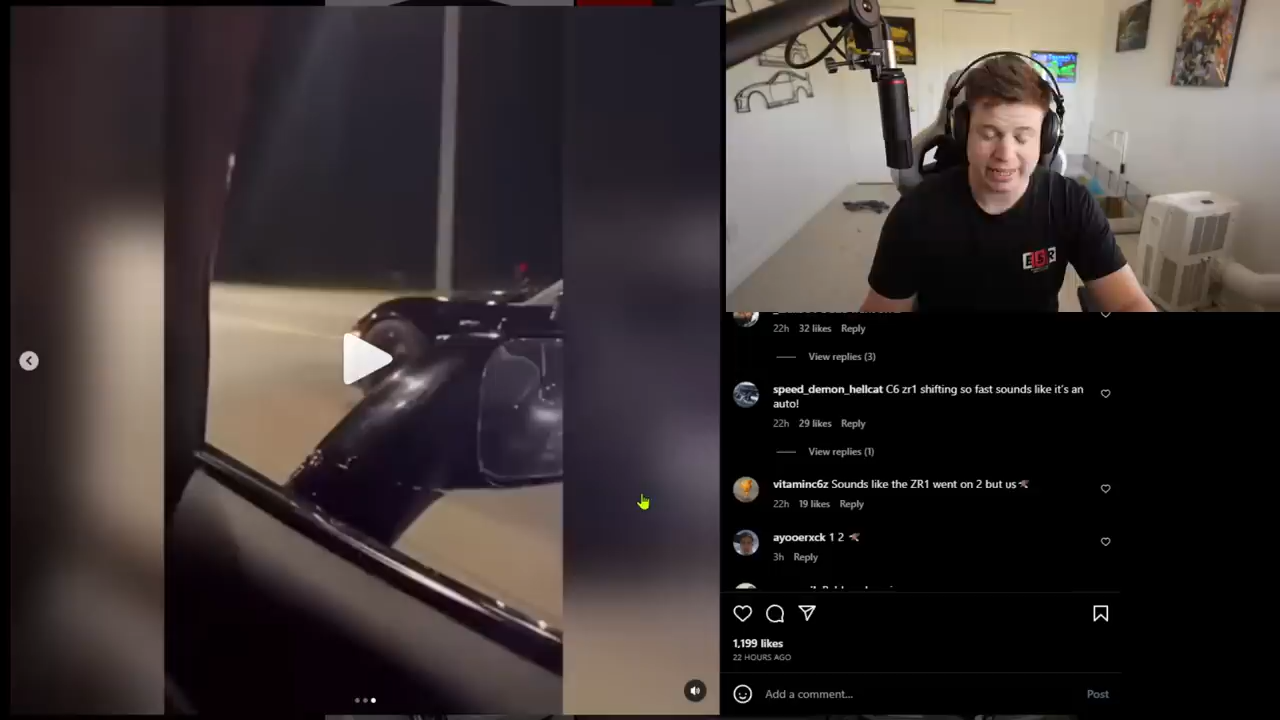 E5R
22h 32 likes Reply
View replies (3)
speed_demon_hellcat C6 zr1 shifting so fast sounds like it's an
auto!
22h 29 likes Reply
View replies (1)
vitaminc6z Sounds like the ZR1 went on 2 but us
22h 19 likes Reply
ayooerxck 1 2
3h Reply
1,199 likes
22 HOURS AGO
Add a comment... Post